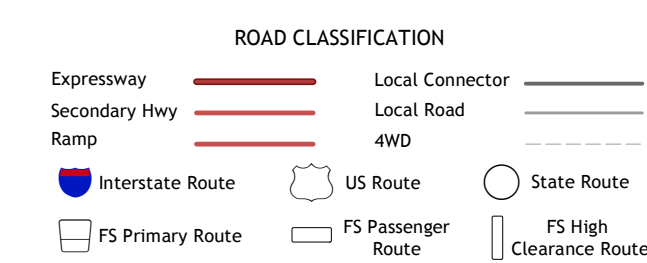 ROAD CLASSIFICATION
Expressway
Local Connector
Secondary Hwy
Local Road
Ramp
4WD
Interstate Route
US Route
State Route
FS Primary Route
FS Passenger
Route
FS High
Clearance Route